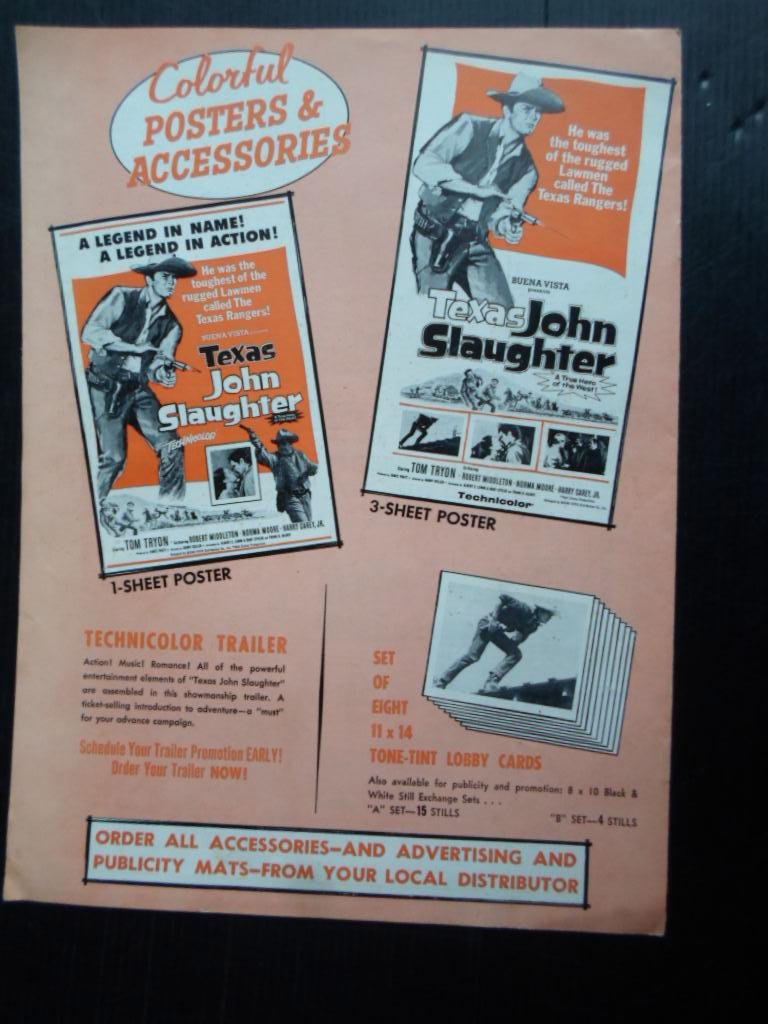 Colorful
POSTERS &
ACCESSORIES
A LEGEND IN NAME!
A LEGEND IN ACTION!
He was the
toughest of the
rugged Lawmen
called The
Texas Rangers!
BUENA VISTA
Texas
John
Slaughter
TECHNICOLOR
Starring TOM TRYON · ROBERT MIDDLETON · NORMA MOORE · HARRY CAREY, JR.
1-SHEET POSTER
He was
the toughest
of the rugged
Lawmen
called The
Texas Rangers!
BUENA VISTA
presents
Texas John
Slaughter
A True Hero
of the West!
Starring TOM TRYON · ROBERT MIDDLETON · NORMA MOORE · HARRY CAREY, JR.
Technicolor
3-SHEET POSTER
TECHNICOLOR TRAILER
Action! Music! Romance! All of the powerful
entertainment elements of "Texas John Slaughter"
are assembled in this showmanship trailer. A
ticket-selling introduction to adventure—a "must"
for your advance campaign.
Schedule Your Trailer Promotion EARLY!
Order Your Trailer NOW!
SET
OF
EIGHT
11 x 14
TONE-TINT LOBBY CARDS
Also available for publicity and promotion: 8 x 10 Black &
White Still Exchange Sets . . .
"A" SET—15 STILLS "B" SET—4 STILLS
ORDER ALL ACCESSORIES—AND ADVERTISING AND
PUBLICITY MATS—FROM YOUR LOCAL DISTRIBUTOR